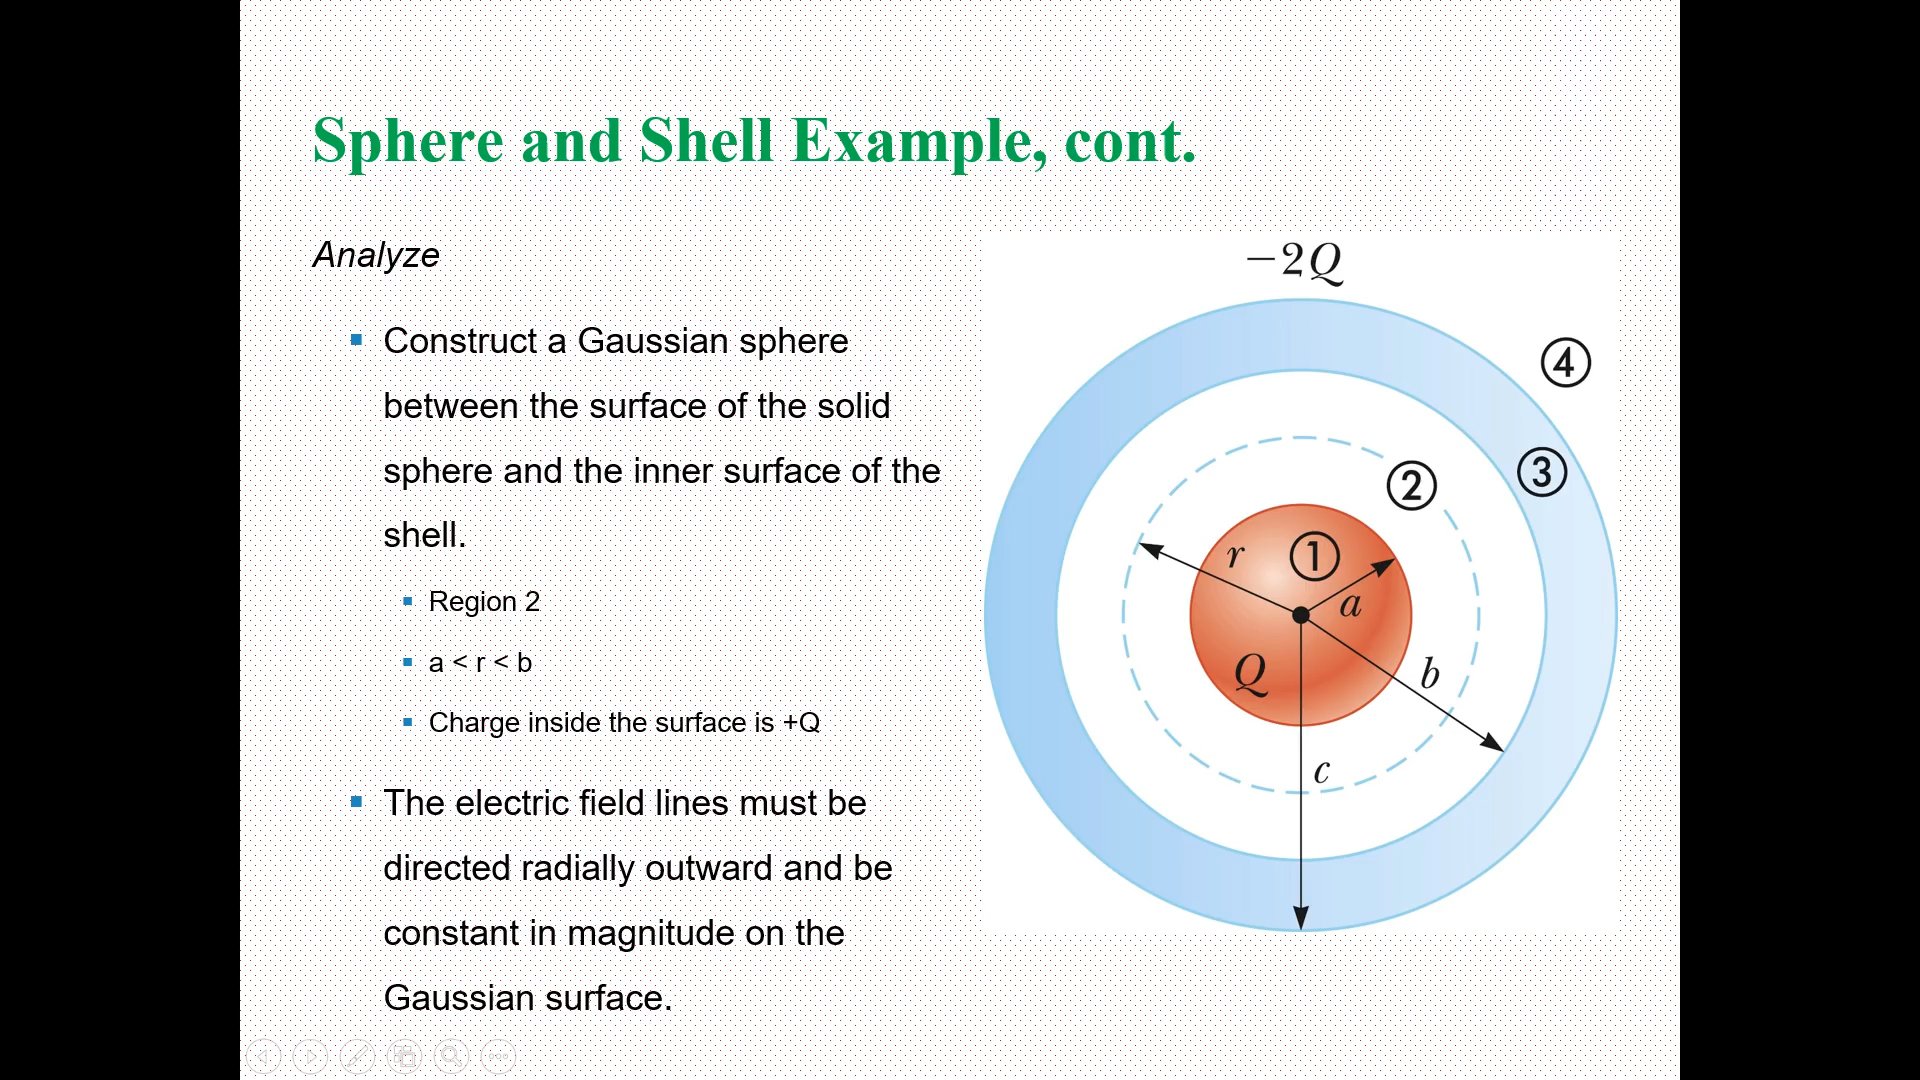 Sphere and Shell Example, cont.
Analyze
Construct a Gaussian sphere
between the surface of the solid
sphere and the inner surface of the
shell.
Region 2
a < r < b
Charge inside the surface is +Q
The electric field lines must be
directed radially outward and be
constant in magnitude on the
Gaussian surface.
−2Q
④
③
②
①
r
a
Q
b
c